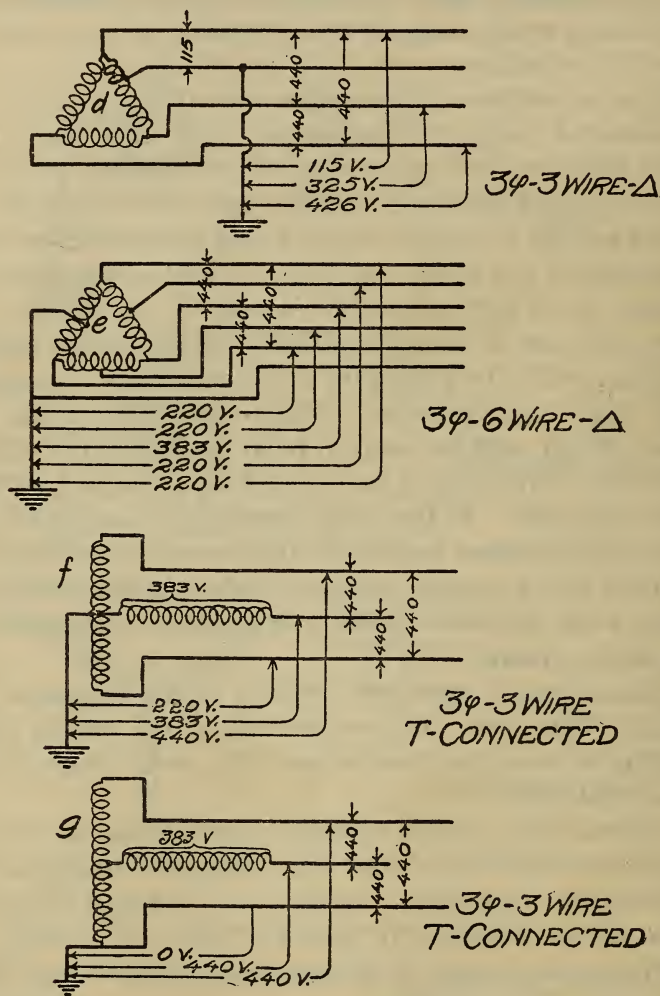 115
d
440
440
440
115 V.
325 V.
426 V.
3φ-3 WIRE-Δ
440
e
440
440
220 V.
220 V.
383 V.
220 V.
220 V.
3φ-6 WIRE-Δ
f
383 V.
440
440
440
220 V.
383 V.
440 V.
3φ-3 WIRE
T-CONNECTED
g
383 V
440
440
440
0 V.
440 V.
440 V.
3φ-3 WIRE
T-CONNECTED